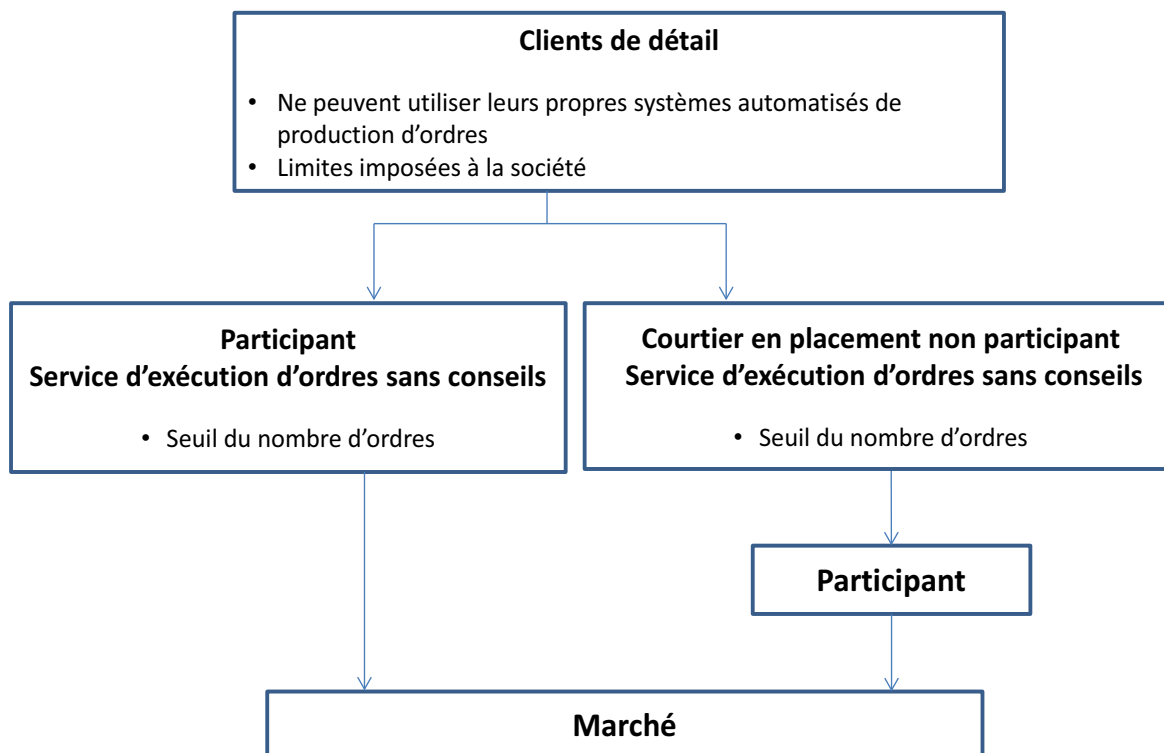 Clients de détail
• Ne peuvent utiliser leurs propres systèmes automatisés de
production d’ordres
• Limites imposées à la société
Participant
Service d’exécution d’ordres sans conseils
• Seuil du nombre d’ordres
Courtier en placement non participant
Service d’exécution d’ordres sans conseils
• Seuil du nombre d’ordres
Participant
Marché